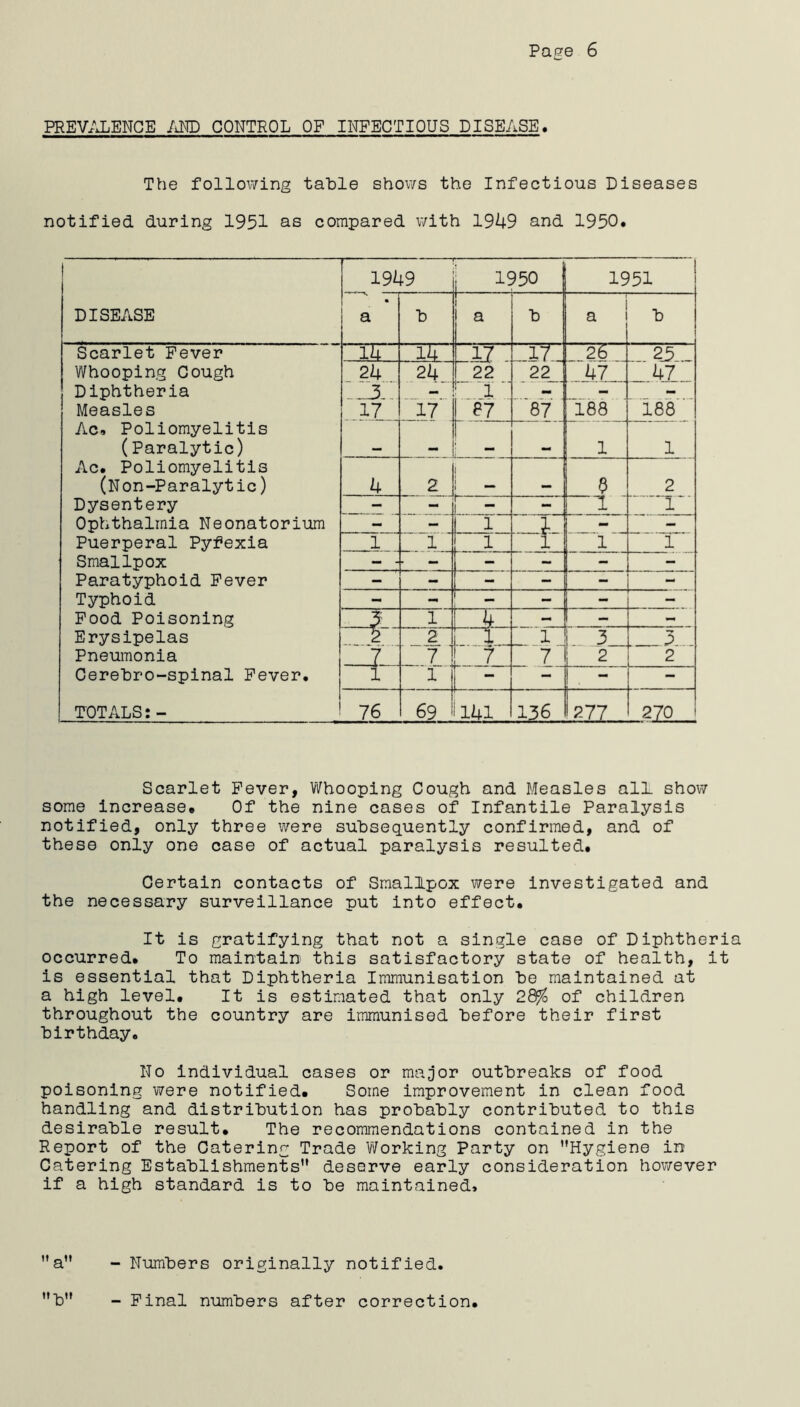 Page 6
PREVALENCE AND CONTROL OF INFECTIOUS DISEASE.
The following table shows the Infectious Diseases
notified during 1951 as compared with 1949 and 1950.
1949 1950 1951
DISEASE a b a b a b
Scarlet Fever 14 14 17 17 26 25
Whooping Cough 24 24 22 22 47 47
Diphtheria 3 - 1 - - -
Measles 17 17 87 87 188 188
Ac. Poliomyelitis
(Paralytic) - - - - 1 1
Ac. Poliomyelitis
(Non-Paralytic) 4 2 - - 8 2
Dysentery - - - - 1 1
Ophthalmia Neonatorium - - 1 1 - -
Puerperal Pyrexia 1 1 1 1 1 1
Smallpox - - - - - -
Paratyphoid Fever - - - - - -
Typhoid - - - - - -
Food Poisoning 3 1 4 - - -
Erysipelas 2 2 1 1 3 3
Pneumonia 7 7 7 7 2 2
Cerebro-spinal Fever. 1 1 - - - -
TOTALS:- 76 69 141 136 277 270
Scarlet Fever, Whooping Cough and Measles all show
some increase. Of the nine cases of Infantile Paralysis
notified, only three were subsequently confirmed, and of
these only one case of actual paralysis resulted.
Certain contacts of Smallpox were investigated and
the necessary surveillance put into effect.
It is gratifying that not a single case of Diphtheria
occurred. To maintain this satisfactory state of health, it
is essential that Diphtheria Immunisation be maintained at
a high level. It is estimated that only 28% of children
throughout the country are immunised before their first
birthday.
No individual cases or major outbreaks of food
poisoning were notified. Some improvement in clean food
handling and distribution has probably contributed to this
desirable result. The recommendations contained in the
Report of the Catering Trade Working Party on "Hygiene in
Catering Establishments" deserve early consideration however
if a high standard is to be maintained.
"a" - Numbers originally notified.
"b" - Final numbers after correction.